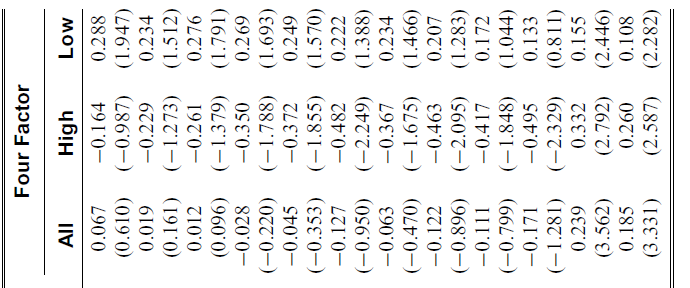 Four Factor
All High Low
0.067 −0.164 0.288
(0.610) (−0.987) (1.947)
0.019 −0.229 0.234
(0.161) (−1.273) (1.512)
0.012 −0.261 0.276
(0.096) (−1.379) (1.791)
−0.028 −0.350 0.269
(−0.220) (−1.788) (1.693)
−0.045 −0.372 0.249
(−0.353) (−1.855) (1.570)
−0.127 −0.482 0.222
(−0.950) (−2.249) (1.388)
−0.063 −0.367 0.234
(−0.470) (−1.675) (1.466)
−0.122 −0.463 0.207
(−0.896) (−2.095) (1.283)
−0.111 −0.417 0.172
(−0.799) (−1.848) (1.044)
−0.171 −0.495 0.133
(−1.281) (−2.329) (0.811)
0.239 0.332 0.155
(3.562) (2.792) (2.446)
0.185 0.260 0.108
(3.331) (2.587) (2.282)